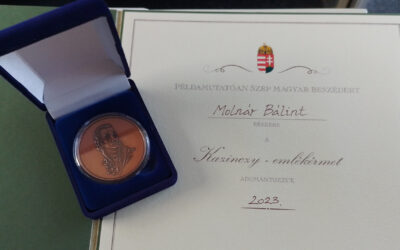 PÉLDAMUTATÓAN SZÉP MAGYAR BESZÉDÉRT
Molnár Bálint
RÉSZÉRE
A
Kazinczy-emlékérmet
ADOMÁNYOZZUK
2023.